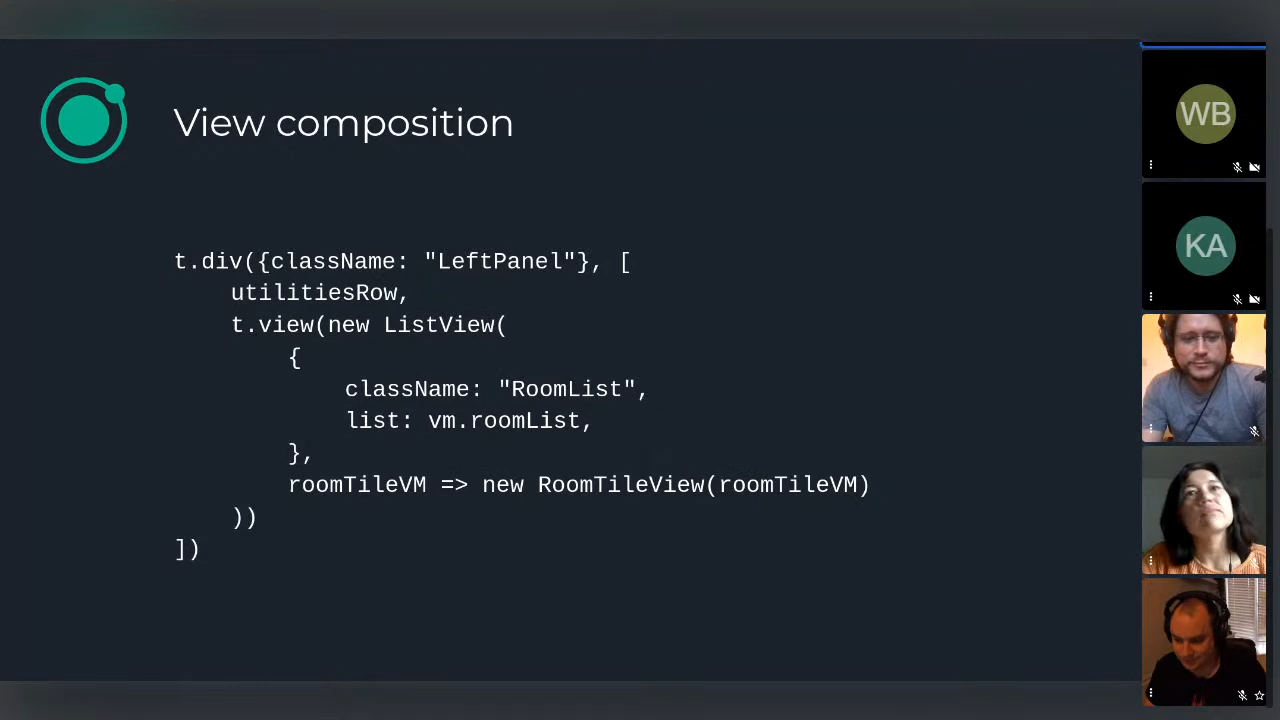 View composition
t.div({className: "LeftPanel"}, [
utilitiesRow,
t.view(new ListView(
{
className: "RoomList",
list: vm.roomList,
},
roomTileVM => new RoomTileView(roomTileVM)
))
])
WB
KA